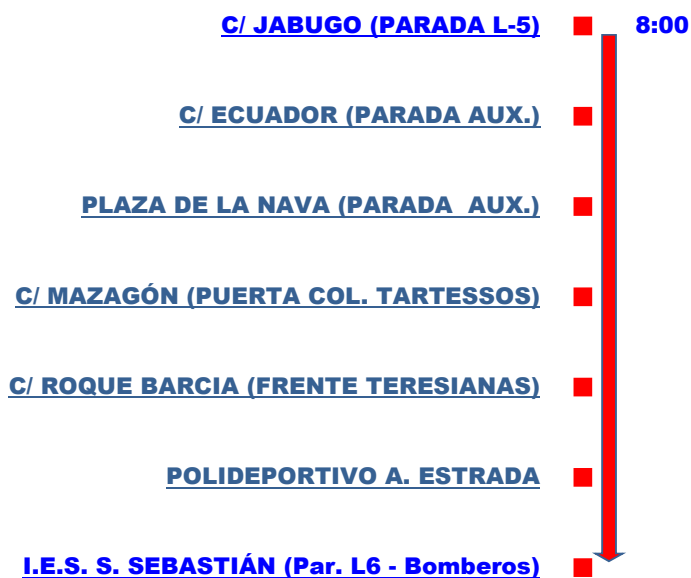 C/ JABUGO (PARADA L-5) 8:00
C/ ECUADOR (PARADA AUX.)
PLAZA DE LA NAVA (PARADA  AUX.)
C/ MAZAGÓN (PUERTA COL. TARTESSOS)
C/ ROQUE BARCIA (FRENTE TERESIANAS)
POLIDEPORTIVO A. ESTRADA
I.E.S. S. SEBASTIÁN (Par. L6 - Bomberos)